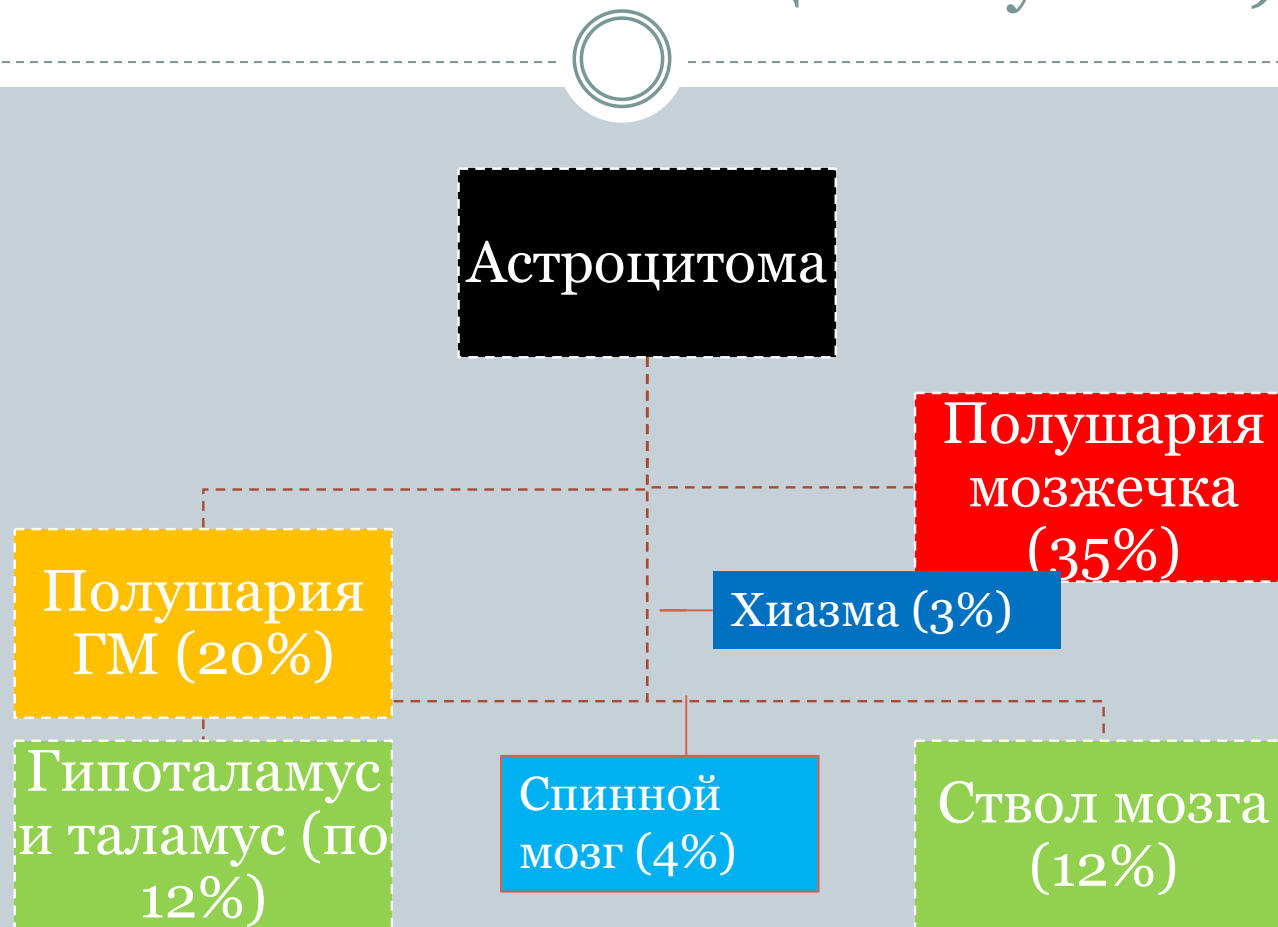 Астроцитома
Полушария
мозжечка
(35%)
Полушария
ГМ (20%)
Хиазма (3%)
Гипоталамус
и таламус (по
12%)
Спинной
мозг (4%)
Ствол мозга
(12%)